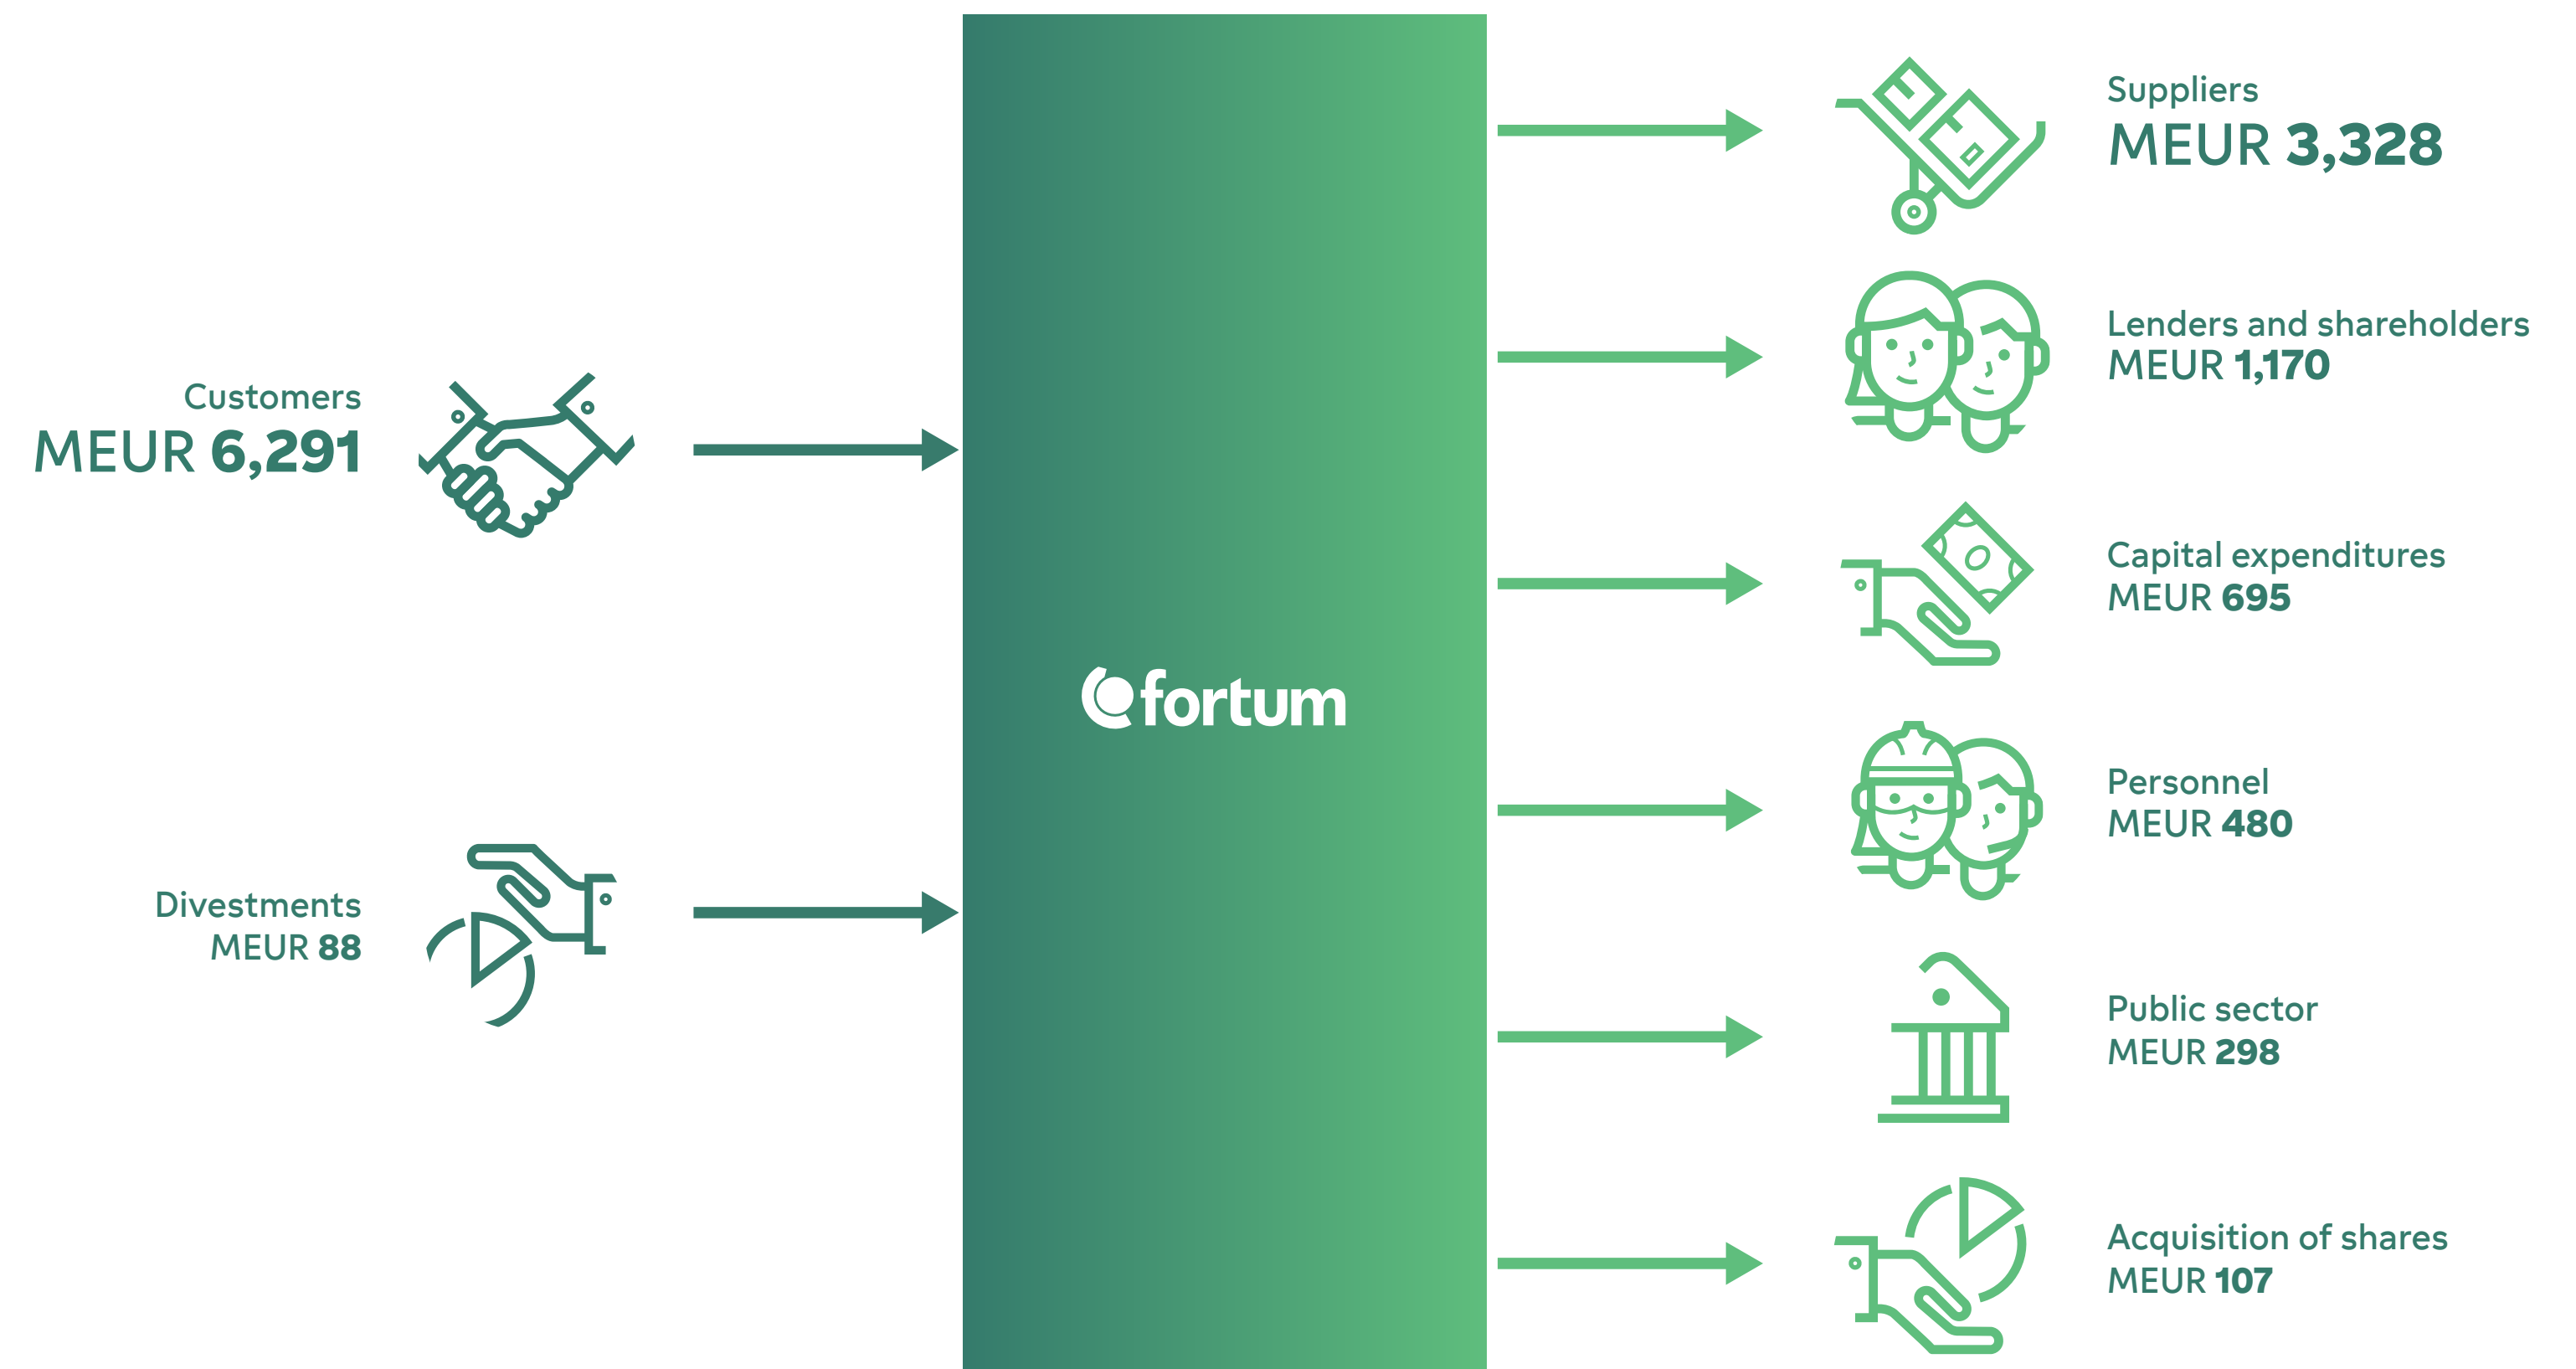 Customers
MEUR 6,291
Divestments
MEUR 88
fortum
Suppliers
MEUR 3,328
Lenders and shareholders
MEUR 1,170
Capital expenditures
MEUR 695
Personnel
MEUR 480
Public sector
MEUR 298
Acquisition of shares
MEUR 107